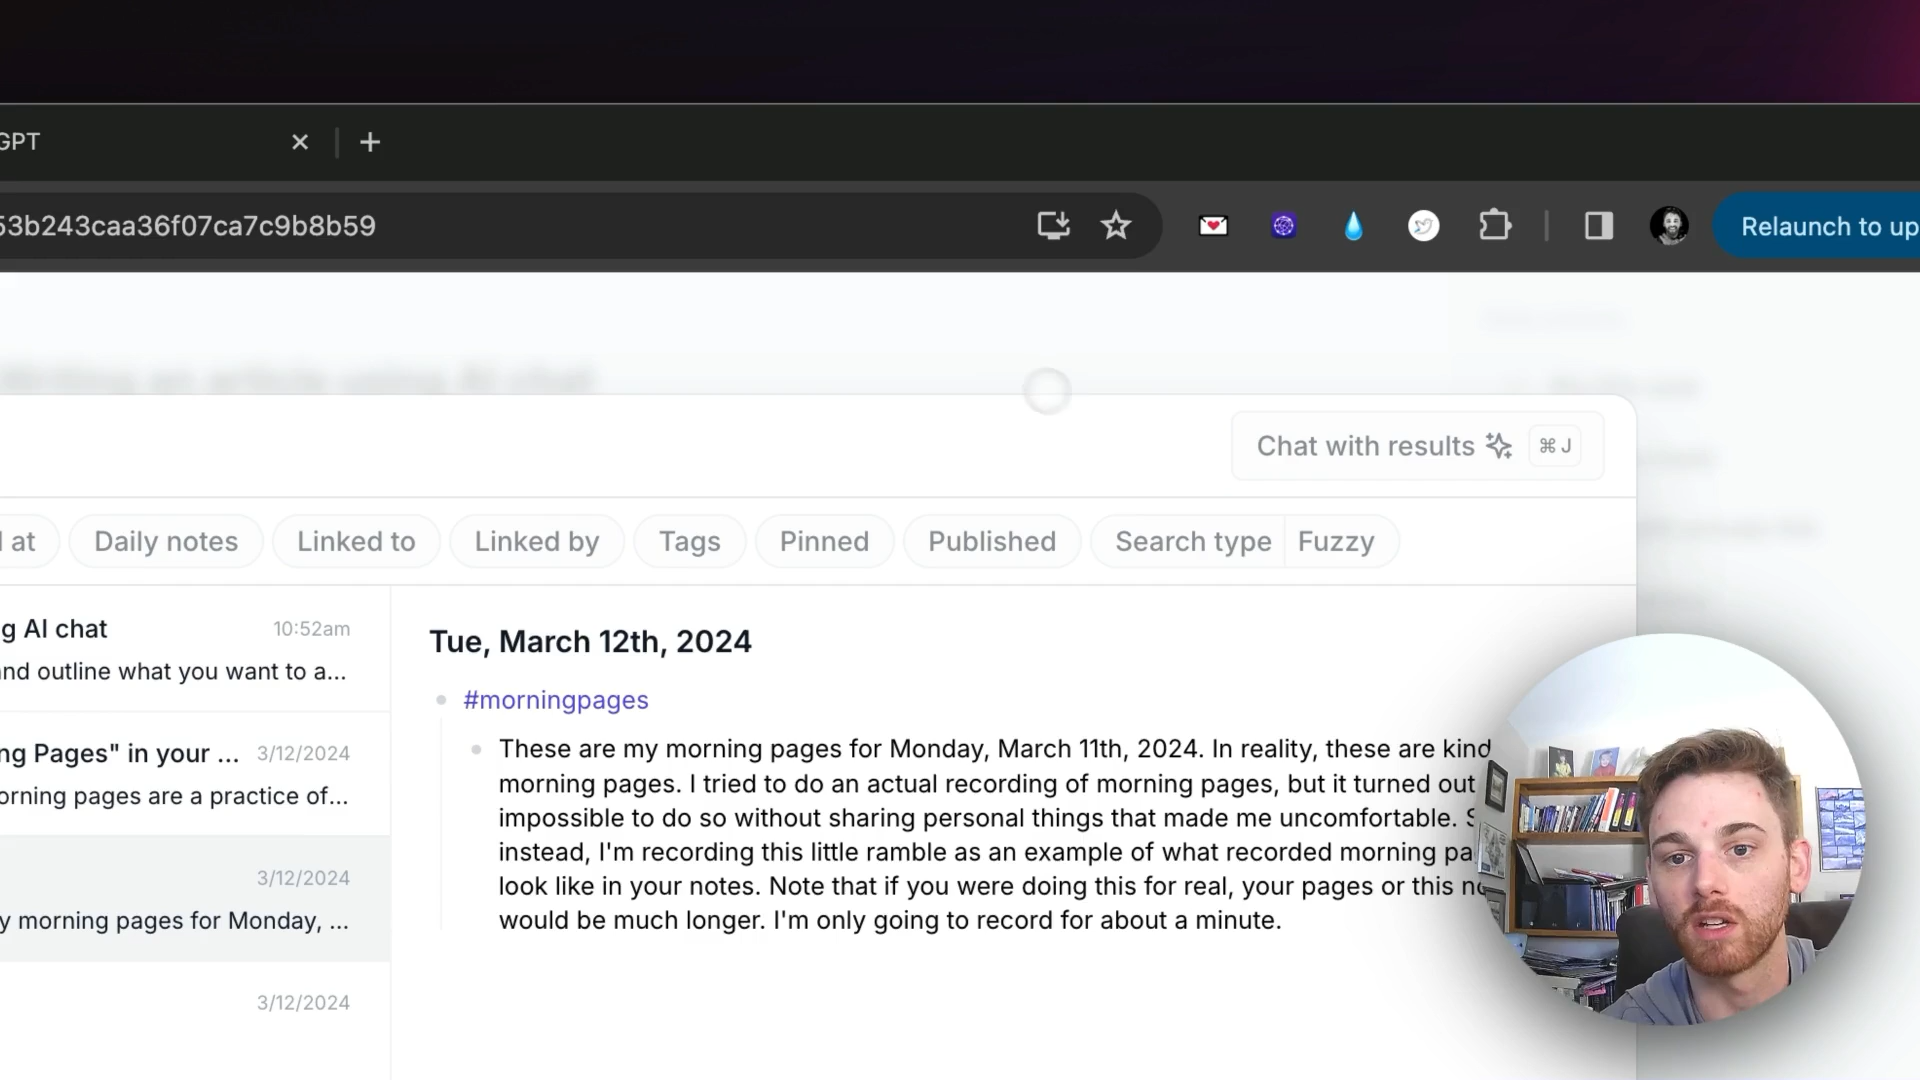 GPT
53b243caa36f07ca7c9b8b59
Relaunch to up
Writing an article using AI chat
Chat with results ⌘ J
at Daily notes Linked to Linked by Tags Pinned Published Search type Fuzzy
g AI chat 10:52am
nd outline what you want to a...
ng Pages" in your ... 3/12/2024
orning pages are a practice of...
3/12/2024
y morning pages for Monday, ...
3/12/2024
Tue, March 12th, 2024
#morningpages
These are my morning pages for Monday, March 11th, 2024. In reality, these are kind
morning pages. I tried to do an actual recording of morning pages, but it turned out
impossible to do so without sharing personal things that made me uncomfortable. S
instead, I'm recording this little ramble as an example of what recorded morning pa
look like in your notes. Note that if you were doing this for real, your pages or this no
would be much longer. I'm only going to record for about a minute.